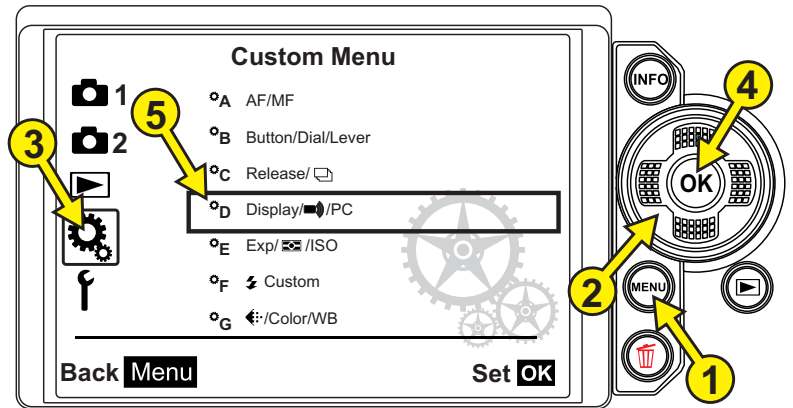 Custom Menu
1
A AF/MF
5
B Button/Dial/Lever
2
3
C Release/
D Display/ /PC
E Exp/ /ISO
F Custom
G /Color/WB
Back Menu
Set OK
INFO
4
OK
2
MENU
1